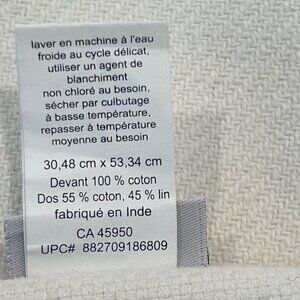 laver en machine à l'eau
froide au cycle délicat,
utiliser un agent de
blanchiment
non chloré au besoin,
sécher par culbutage
à basse température,
repasser à température
moyenne au besoin
30,48 cm x 53,34 cm
Devant 100 % coton
Dos 55 % coton, 45 % lin
fabriqué en Inde
CA 45950
UPC# 882709186809